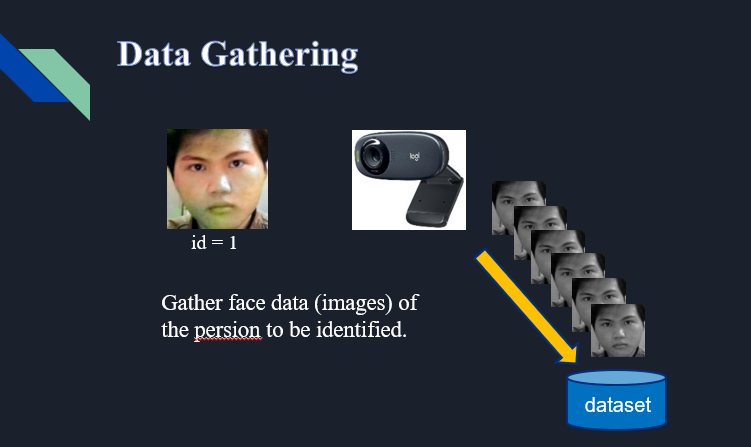 Data Gathering
logi
id = 1
Gather face data (images) of
the persion to be identified.
dataset